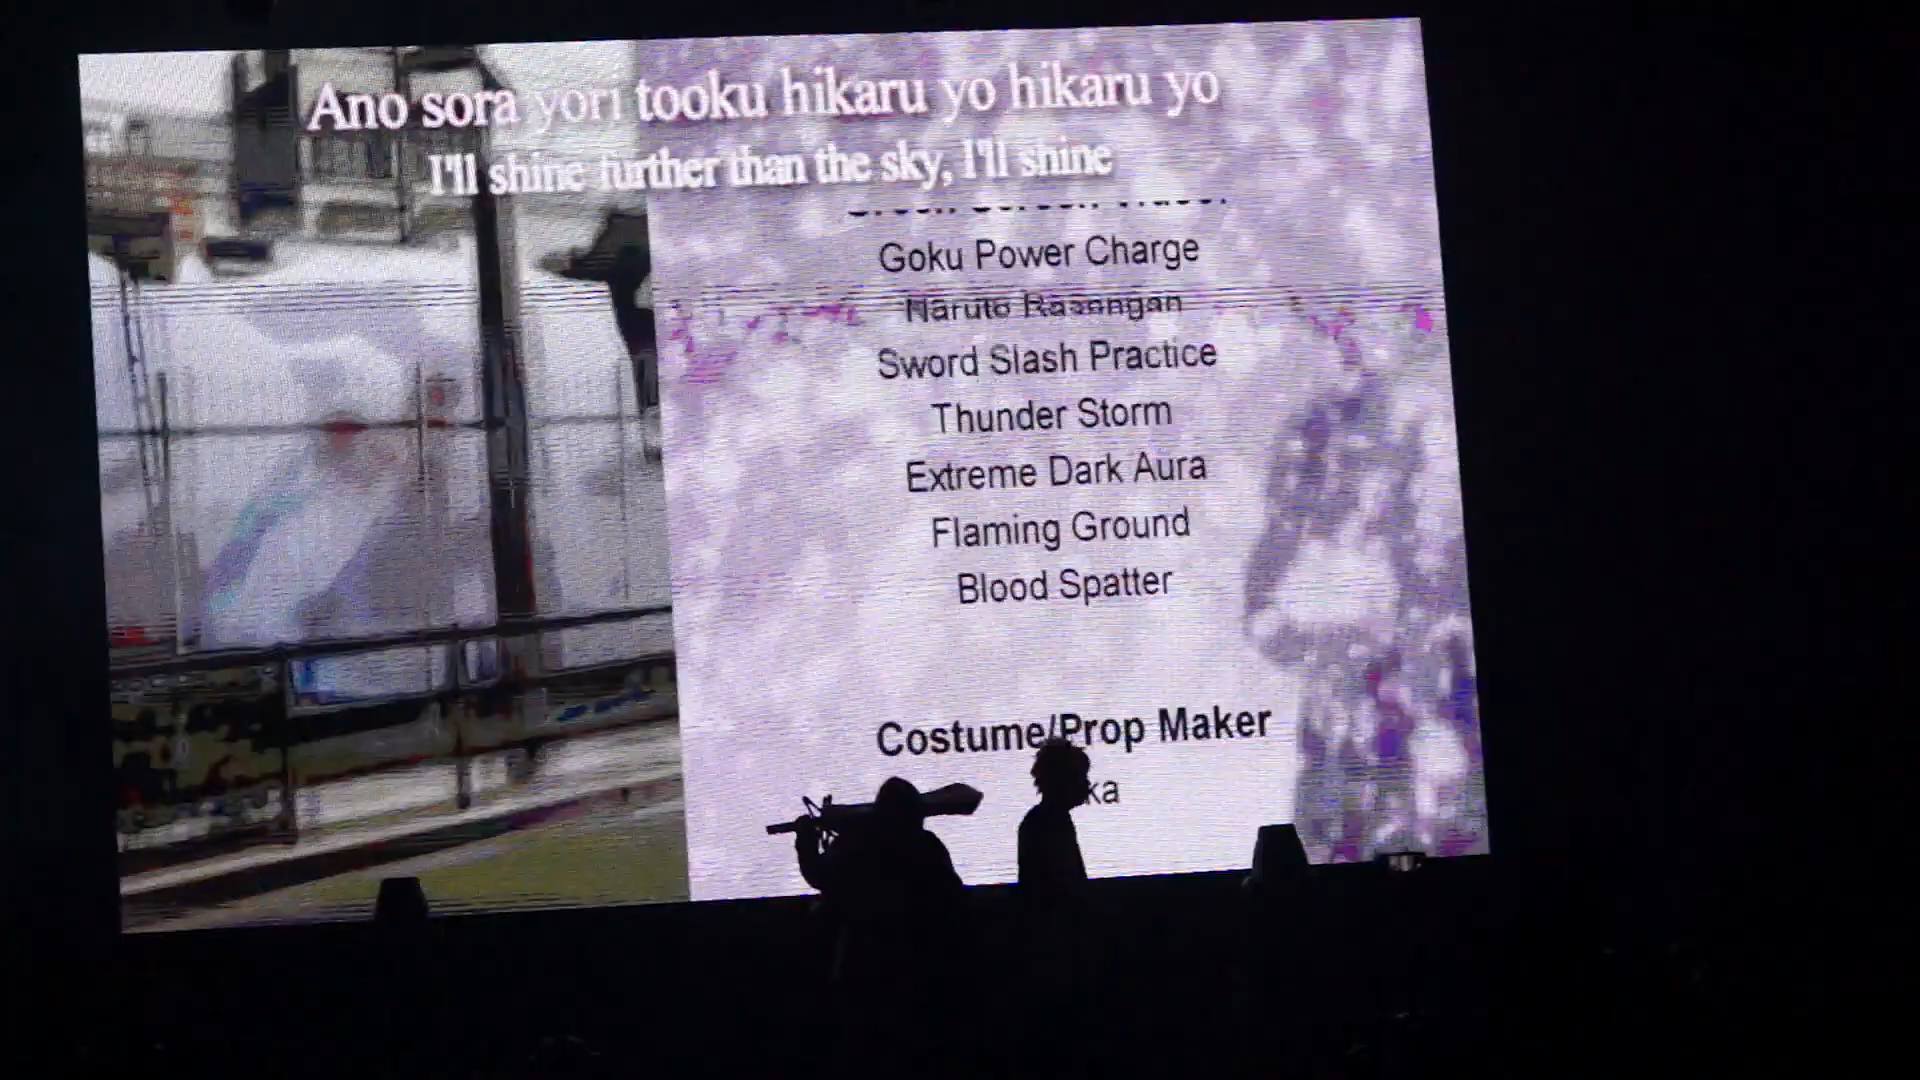 Ano sora yori tooku hikaru yo hikaru yo
I'll shine further than the sky, I'll shine
Goku Power Charge
Naruto Rasengan
Sword Slash Practice
Thunder Storm
Extreme Dark Aura
Flaming Ground
Blood Spatter
Costume/Prop Maker